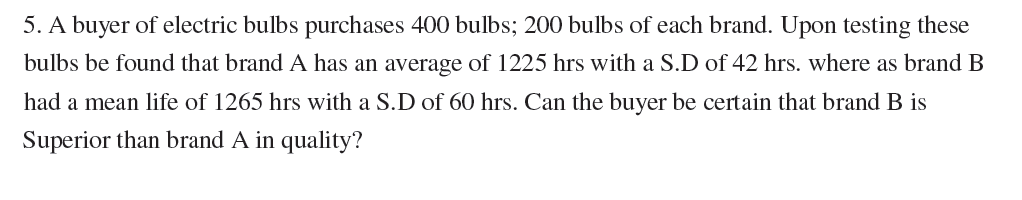 5. A buyer of electric bulbs purchases 400 bulbs; 200 bulbs of each brand. Upon testing these
bulbs be found that brand A has an average of 1225 hrs with a S.D of 42 hrs. where as brand B
had a mean life of 1265 hrs with a S.D of 60 hrs. Can the buyer be certain that brand B is
Superior than brand A in quality?